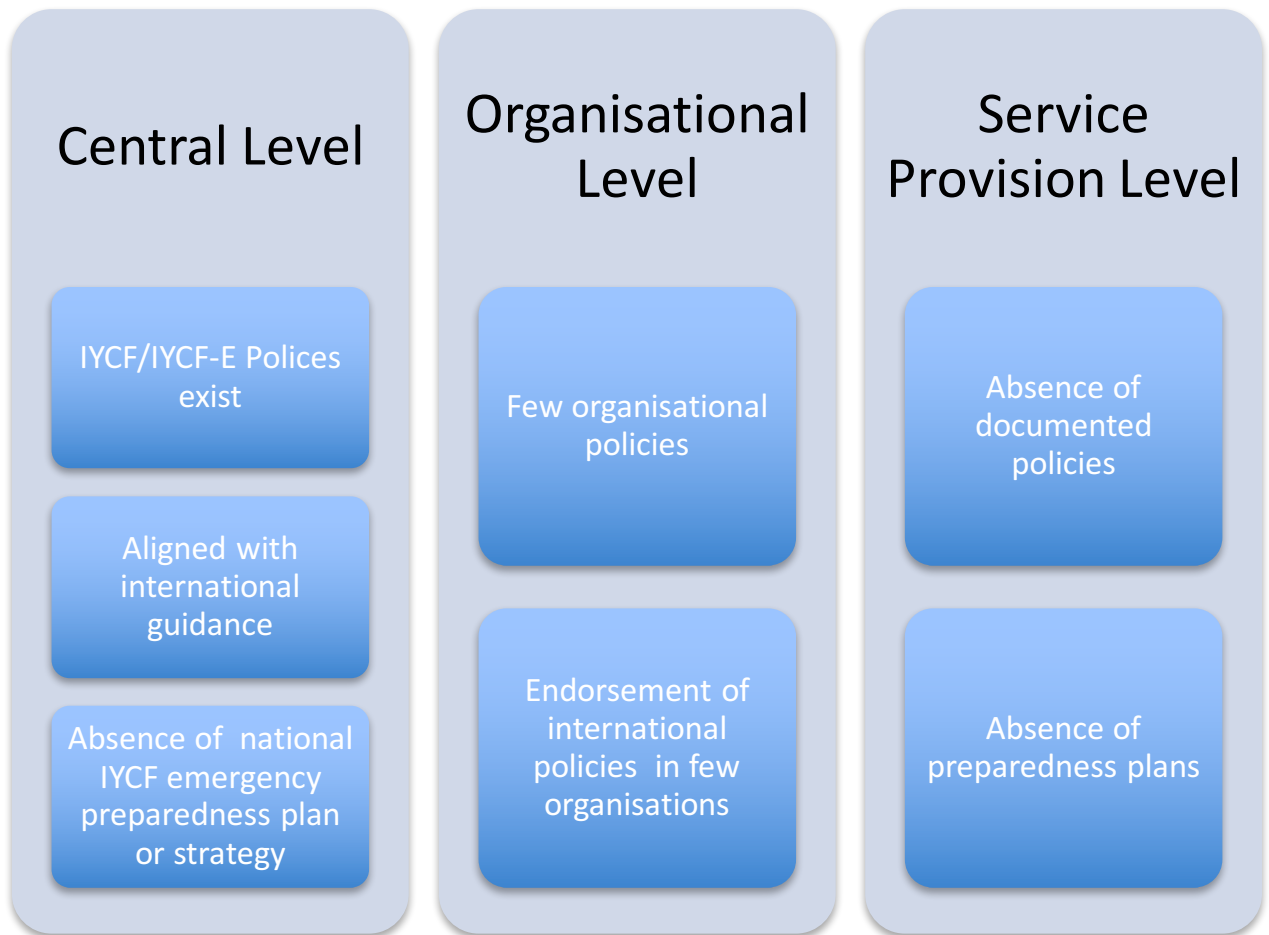 Central Level
IYCF/IYCF-E Polices
exist
Aligned with
international
guidance
Absence of  national
IYCF emergency
preparedness plan
or strategy
Organisational
Level
Few organisational
policies
Endorsement of
international
policies  in few
organisations
Service
Provision Level
Absence of
documented
policies
Absence of
preparedness plans